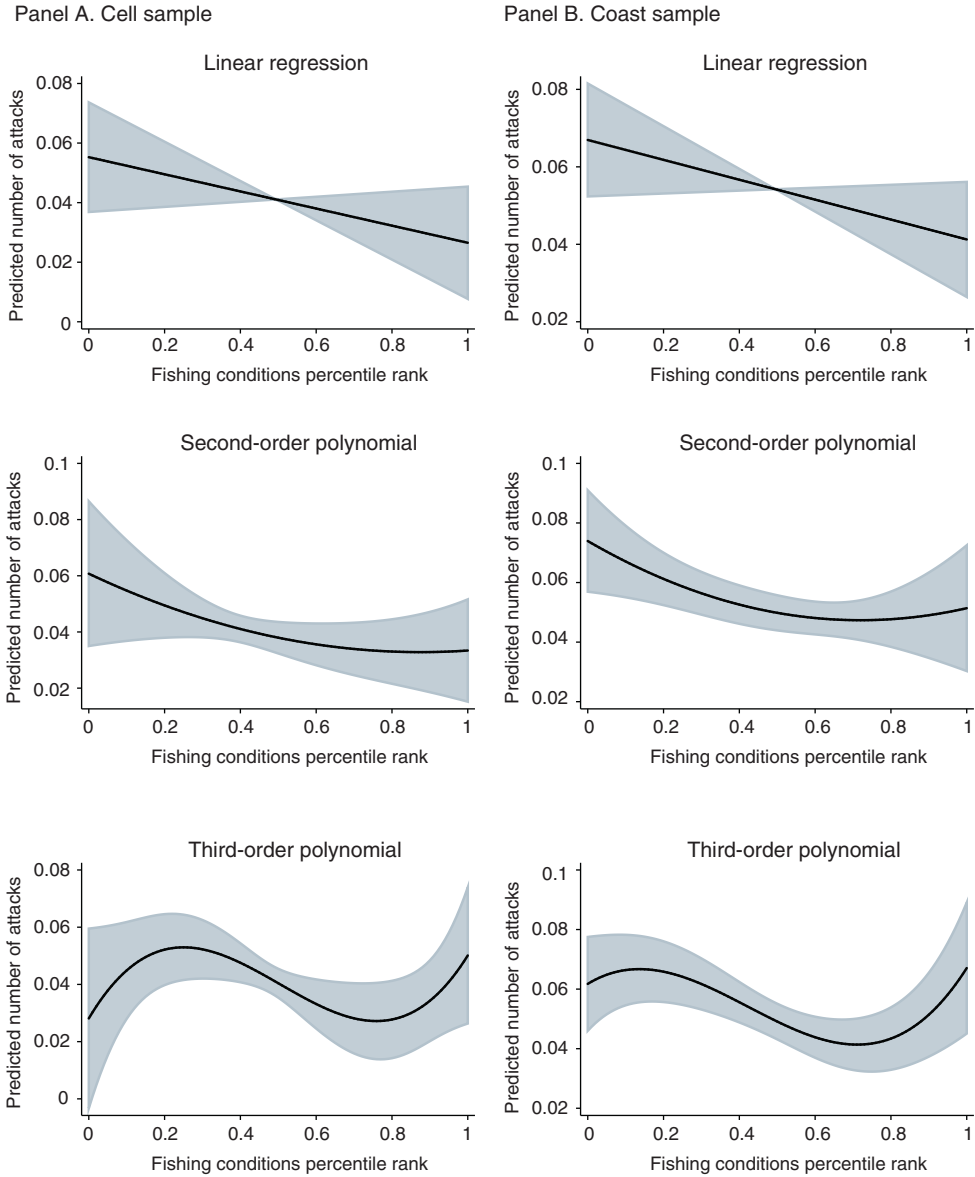 Panel A. Cell sample
Linear regression
Predicted number of attacks
0.08
0.06
0.04
0.02
0
0 0.2 0.4 0.6 0.8 1
Fishing conditions percentile rank
Second-order polynomial
Predicted number of attacks
0.1
0.08
0.06
0.04
0.02
0 0.2 0.4 0.6 0.8 1
Fishing conditions percentile rank
Third-order polynomial
Predicted number of attacks
0.08
0.06
0.04
0.02
0
0 0.2 0.4 0.6 0.8 1
Fishing conditions percentile rank
Panel B. Coast sample
Linear regression
Predicted number of attacks
0.08
0.06
0.04
0.02
0 0.2 0.4 0.6 0.8 1
Fishing conditions percentile rank
Second-order polynomial
Predicted number of attacks
0.1
0.08
0.06
0.04
0.02
0 0.2 0.4 0.6 0.8 1
Fishing conditions percentile rank
Third-order polynomial
Predicted number of attacks
0.1
0.08
0.06
0.04
0.02
0 0.2 0.4 0.6 0.8 1
Fishing conditions percentile rank